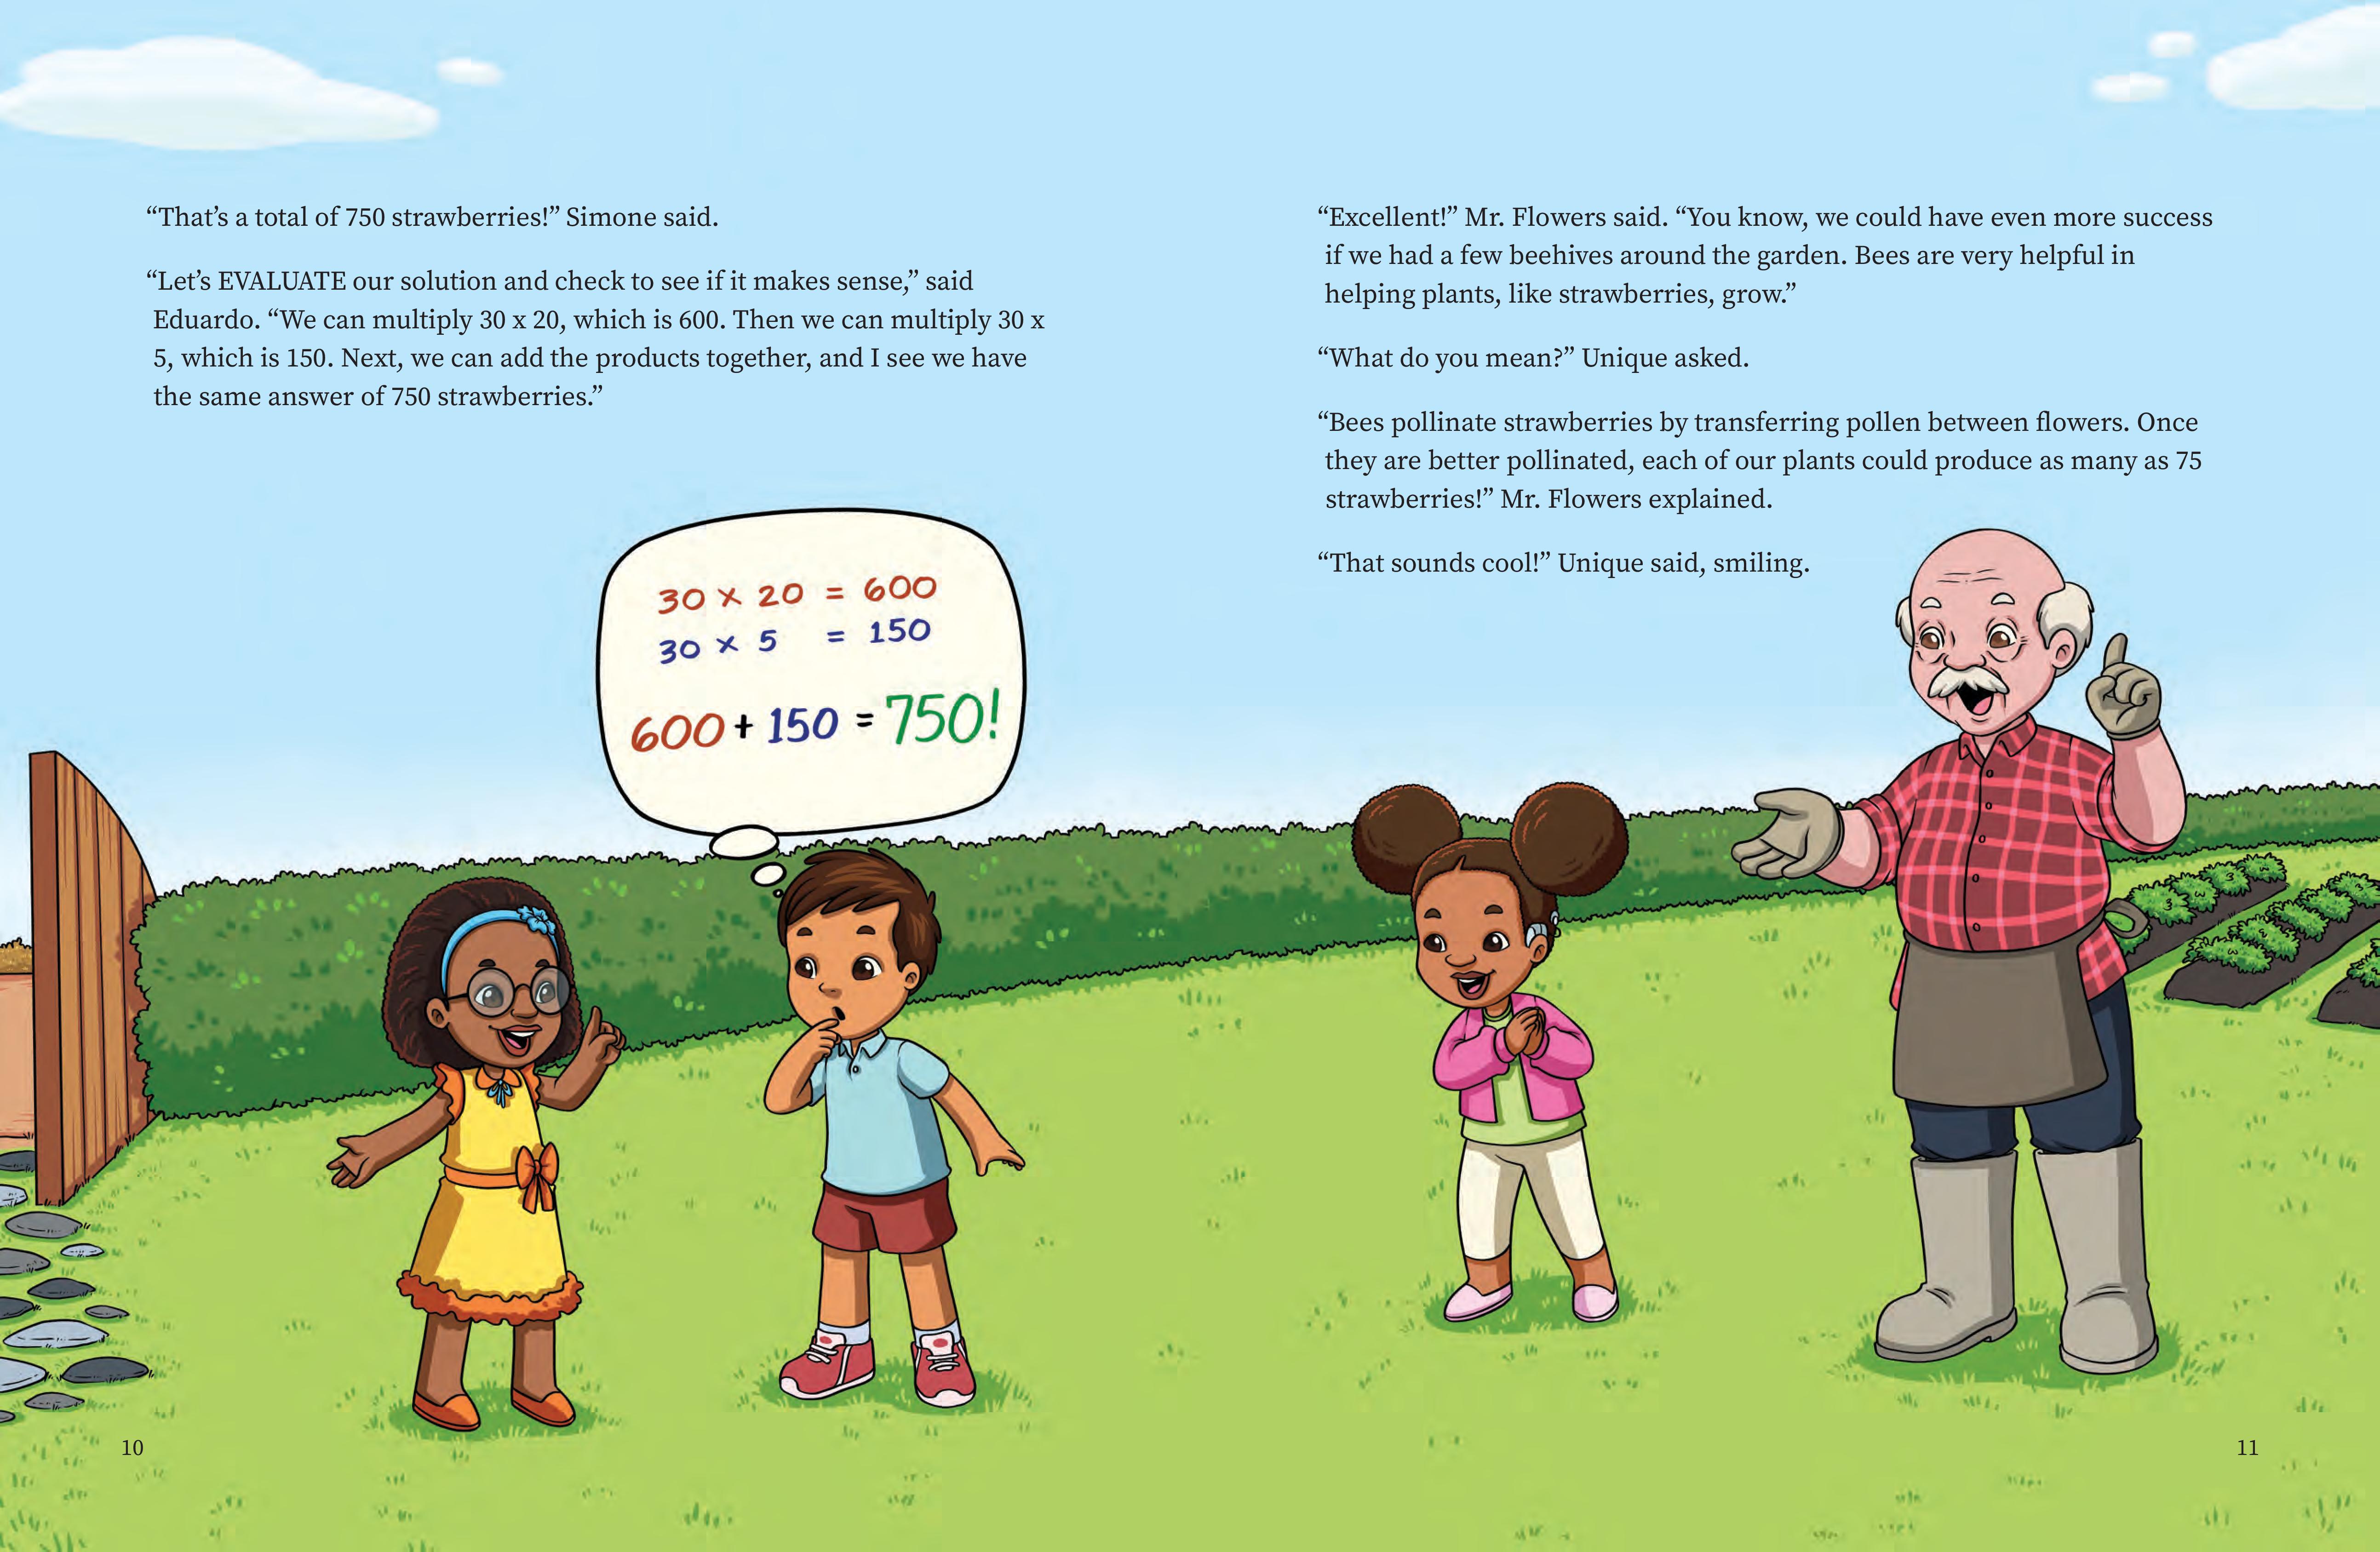 “That’s a total of 750 strawberries!” Simone said.
“Let’s EVALUATE our solution and check to see if it makes sense,” said
Eduardo. “We can multiply 30 x 20, which is 600. Then we can multiply 30 x
5, which is 150. Next, we can add the products together, and I see we have
the same answer of 750 strawberries.”
30 x 20 = 600
30 x 5 = 150
600 + 150 = 750!
10
“Excellent!” Mr. Flowers said. “You know, we could have even more success
if we had a few beehives around the garden. Bees are very helpful in
helping plants, like strawberries, grow.”
“What do you mean?” Unique asked.
“Bees pollinate strawberries by transferring pollen between flowers. Once
they are better pollinated, each of our plants could produce as many as 75
strawberries!” Mr. Flowers explained.
“That sounds cool!” Unique said, smiling.
11